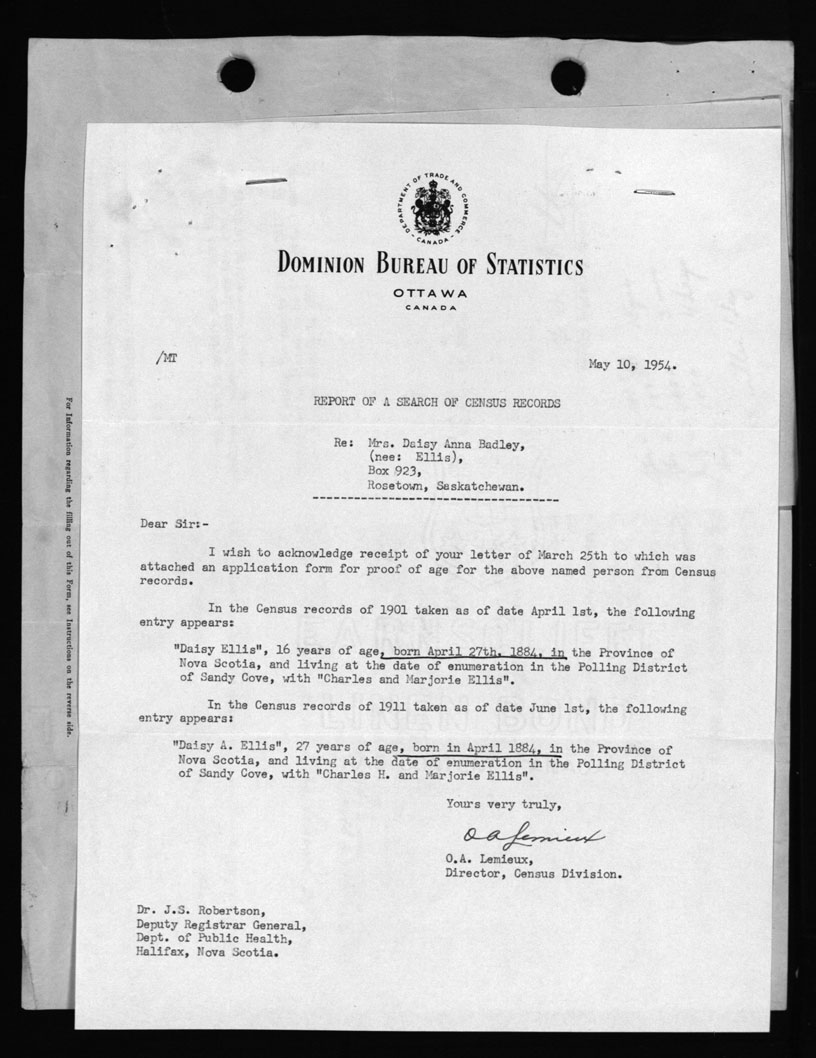 DEPARTMENT OF TRADE AND COMMERCE
- CANADA -
DOMINION BUREAU OF STATISTICS
OTTAWA
CANADA
/MT
May 10, 1954.
REPORT OF A SEARCH OF CENSUS RECORDS
Re: Mrs. Daisy Anna Badley,
(nee: Ellis),
Box 923,
Rosetown, Saskatchewan.
-----------------------------------
Dear Sir:-
I wish to acknowledge receipt of your letter of March 25th to which was
attached an application form for proof of age for the above named person from Census
records.
In the Census records of 1901 taken as of date April 1st, the following
entry appears:
"Daisy Ellis", 16 years of age, born April 27th, 1884, in the Province of
Nova Scotia, and living at the date of enumeration in the Polling District
of Sandy Cove, with "Charles and Marjorie Ellis".
In the Census records of 1911 taken as of date June 1st, the following
entry appears:
"Daisy A. Ellis", 27 years of age, born in April 1884, in the Province of
Nova Scotia, and living at the date of enumeration in the Polling District
of Sandy Cove, with "Charles H. and Marjorie Ellis".
Yours very truly,
O A Lemieux
O.A. Lemieux,
Director, Census Division.
Dr. J.S. Robertson,
Deputy Registrar General,
Dept. of Public Health,
Halifax, Nova Scotia.
For Information regarding the filling out of this Form, see Instructions on the reverse side.